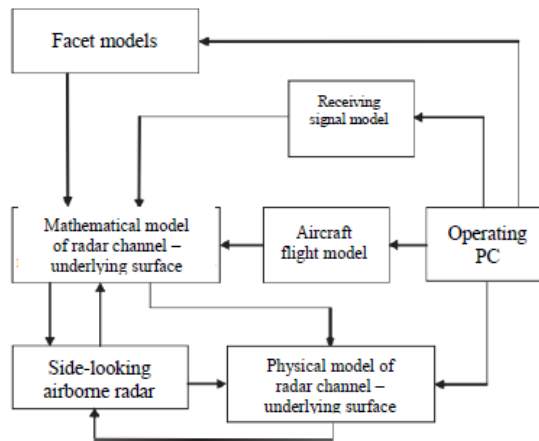 Facet models
Receiving
signal model
Mathematical model
of radar channel –
underlying surface
Aircraft
flight model
Operating
PC
Side-looking
airborne radar
Physical model of
radar channel –
underlying surface